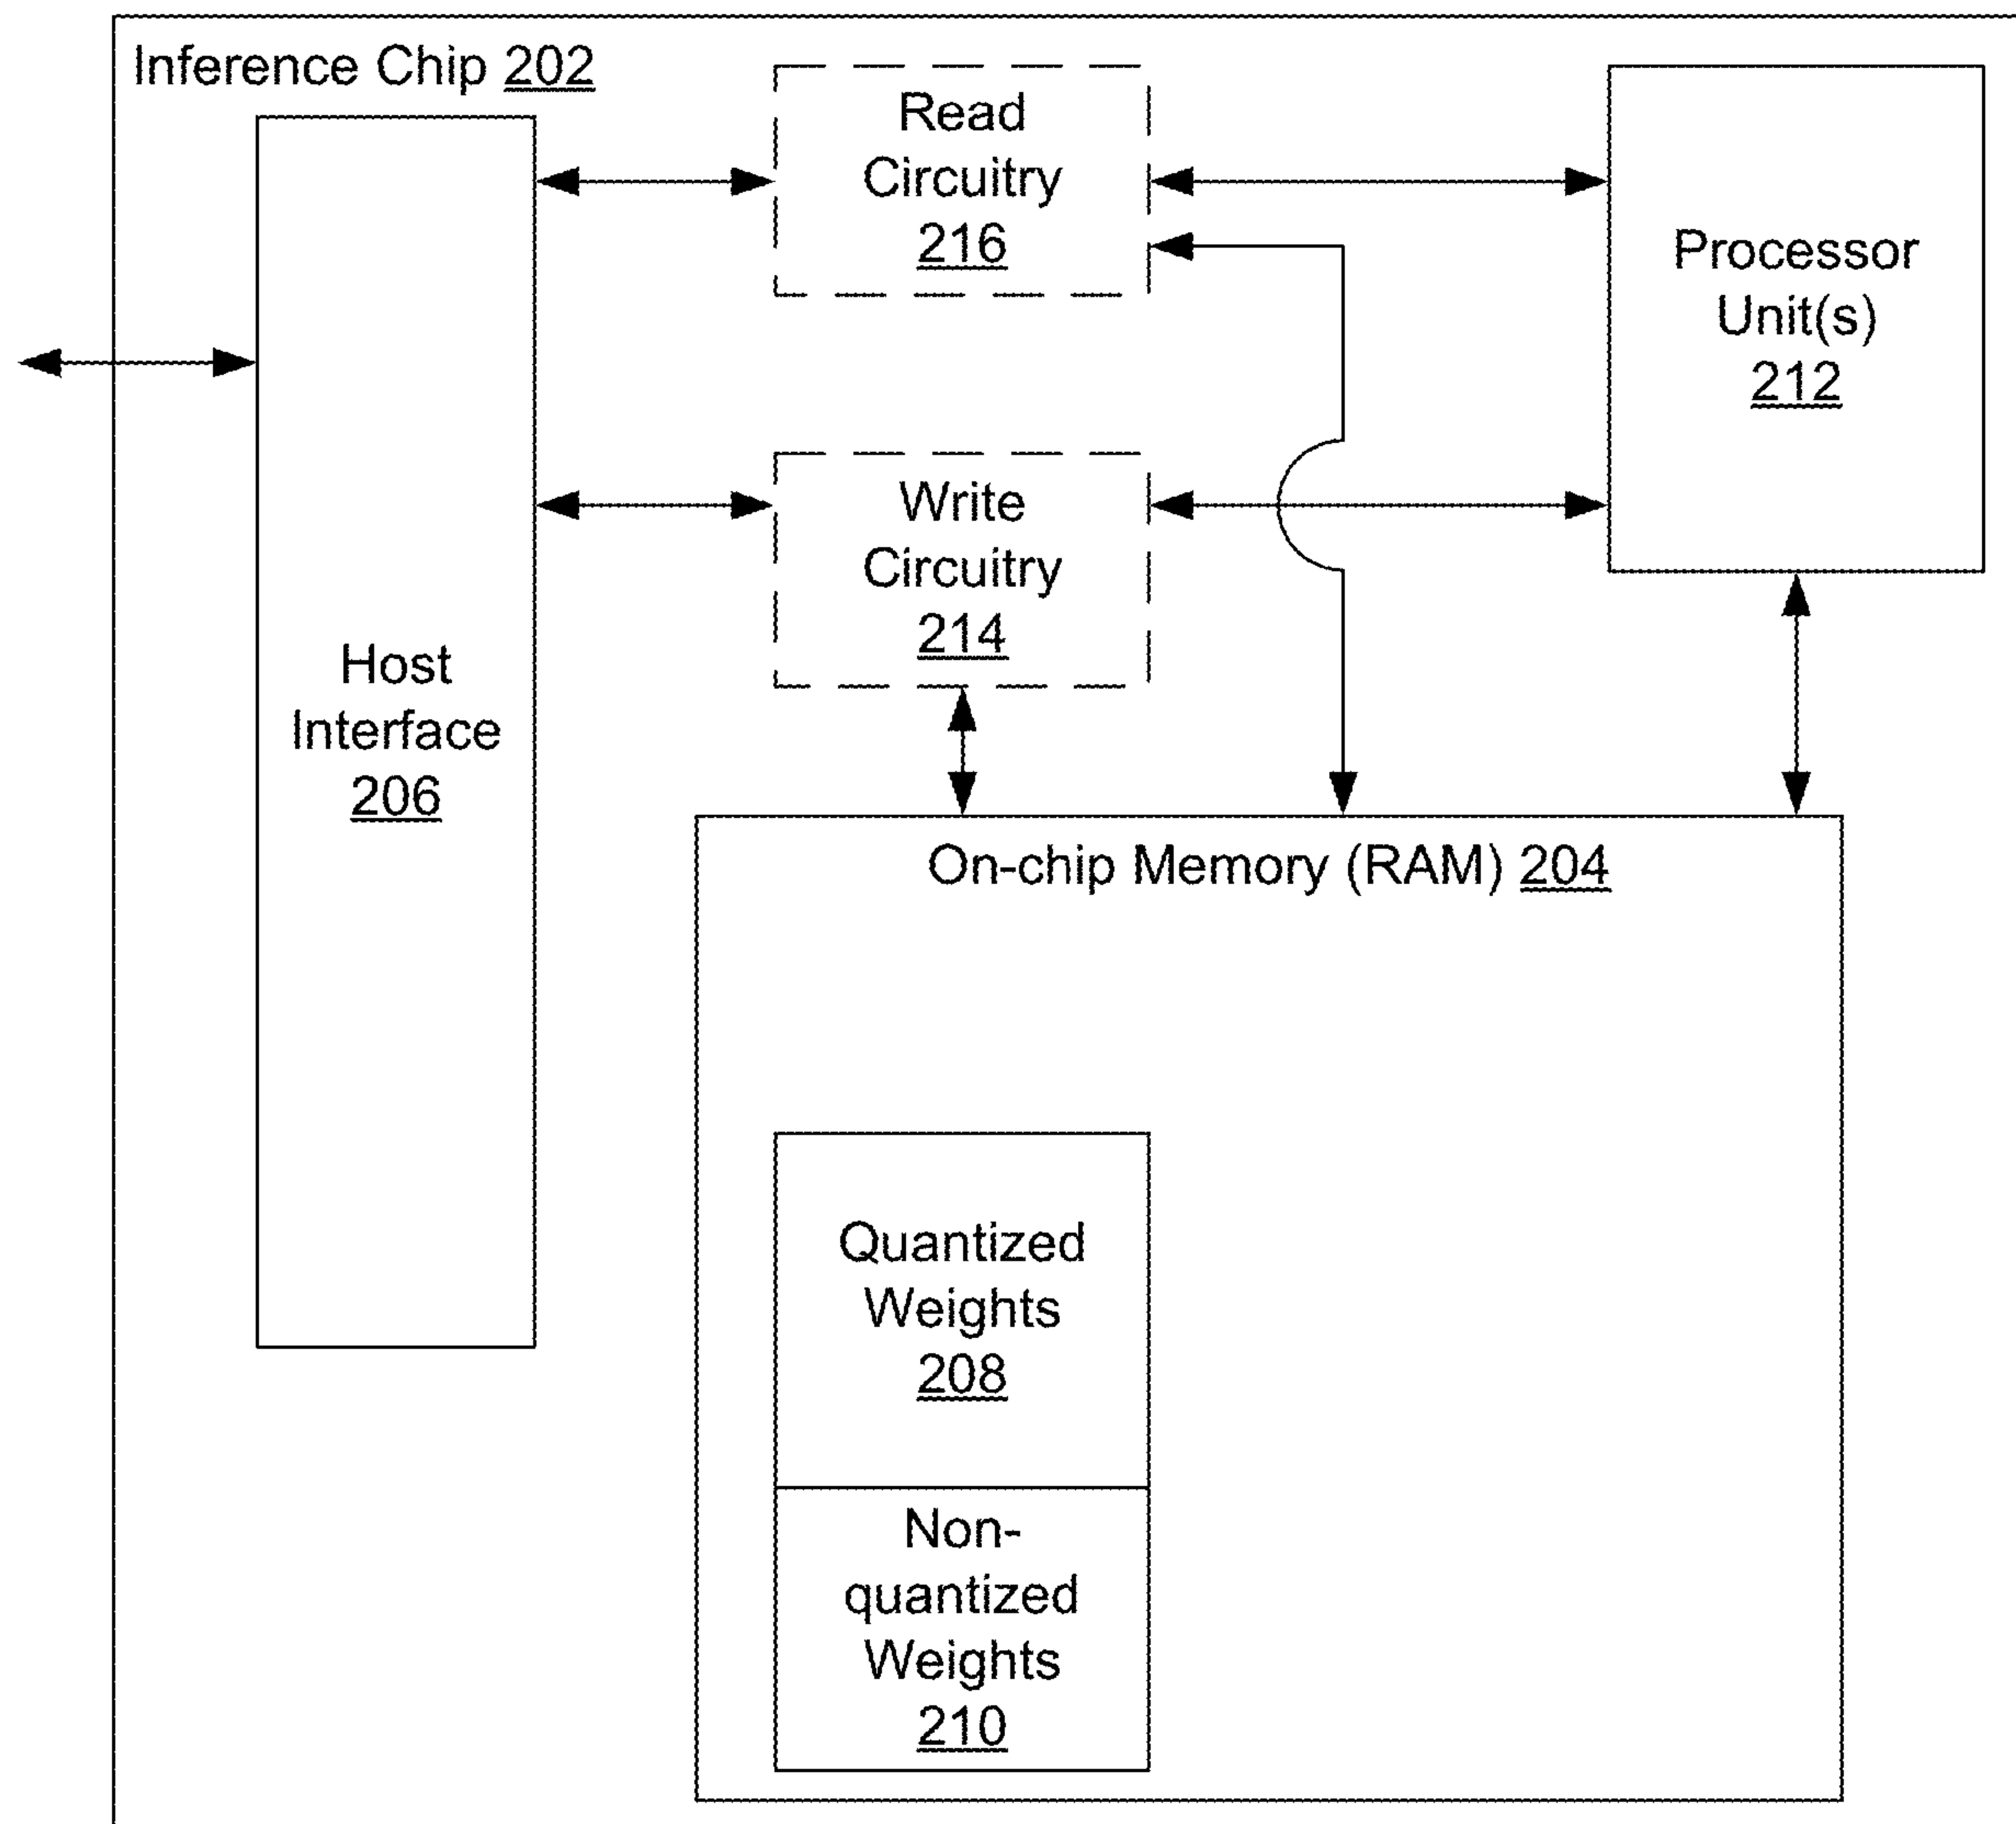 Inference Chip 202
Read
Circuitry
216
Processor
Unit(s)
212
Write
Circuitry
214
Host
Interface
206
On-chip Memory (RAM) 204
Quantized
Weights
208
Non-
quantized
Weights
210